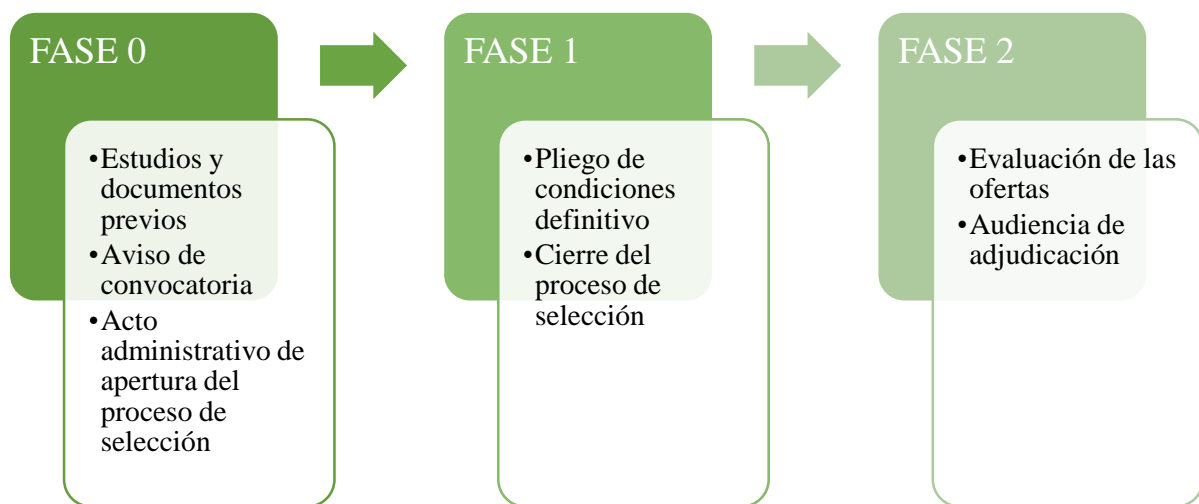 FASE 0
•Estudios y
documentos
previos
•Aviso de
convocatoria
•Acto
administrativo de
apertura del
proceso de
selección
FASE 1
•Pliego de
condiciones
definitivo
•Cierre del
proceso de
selección
FASE 2
•Evaluación de las
ofertas
•Audiencia de
adjudicación